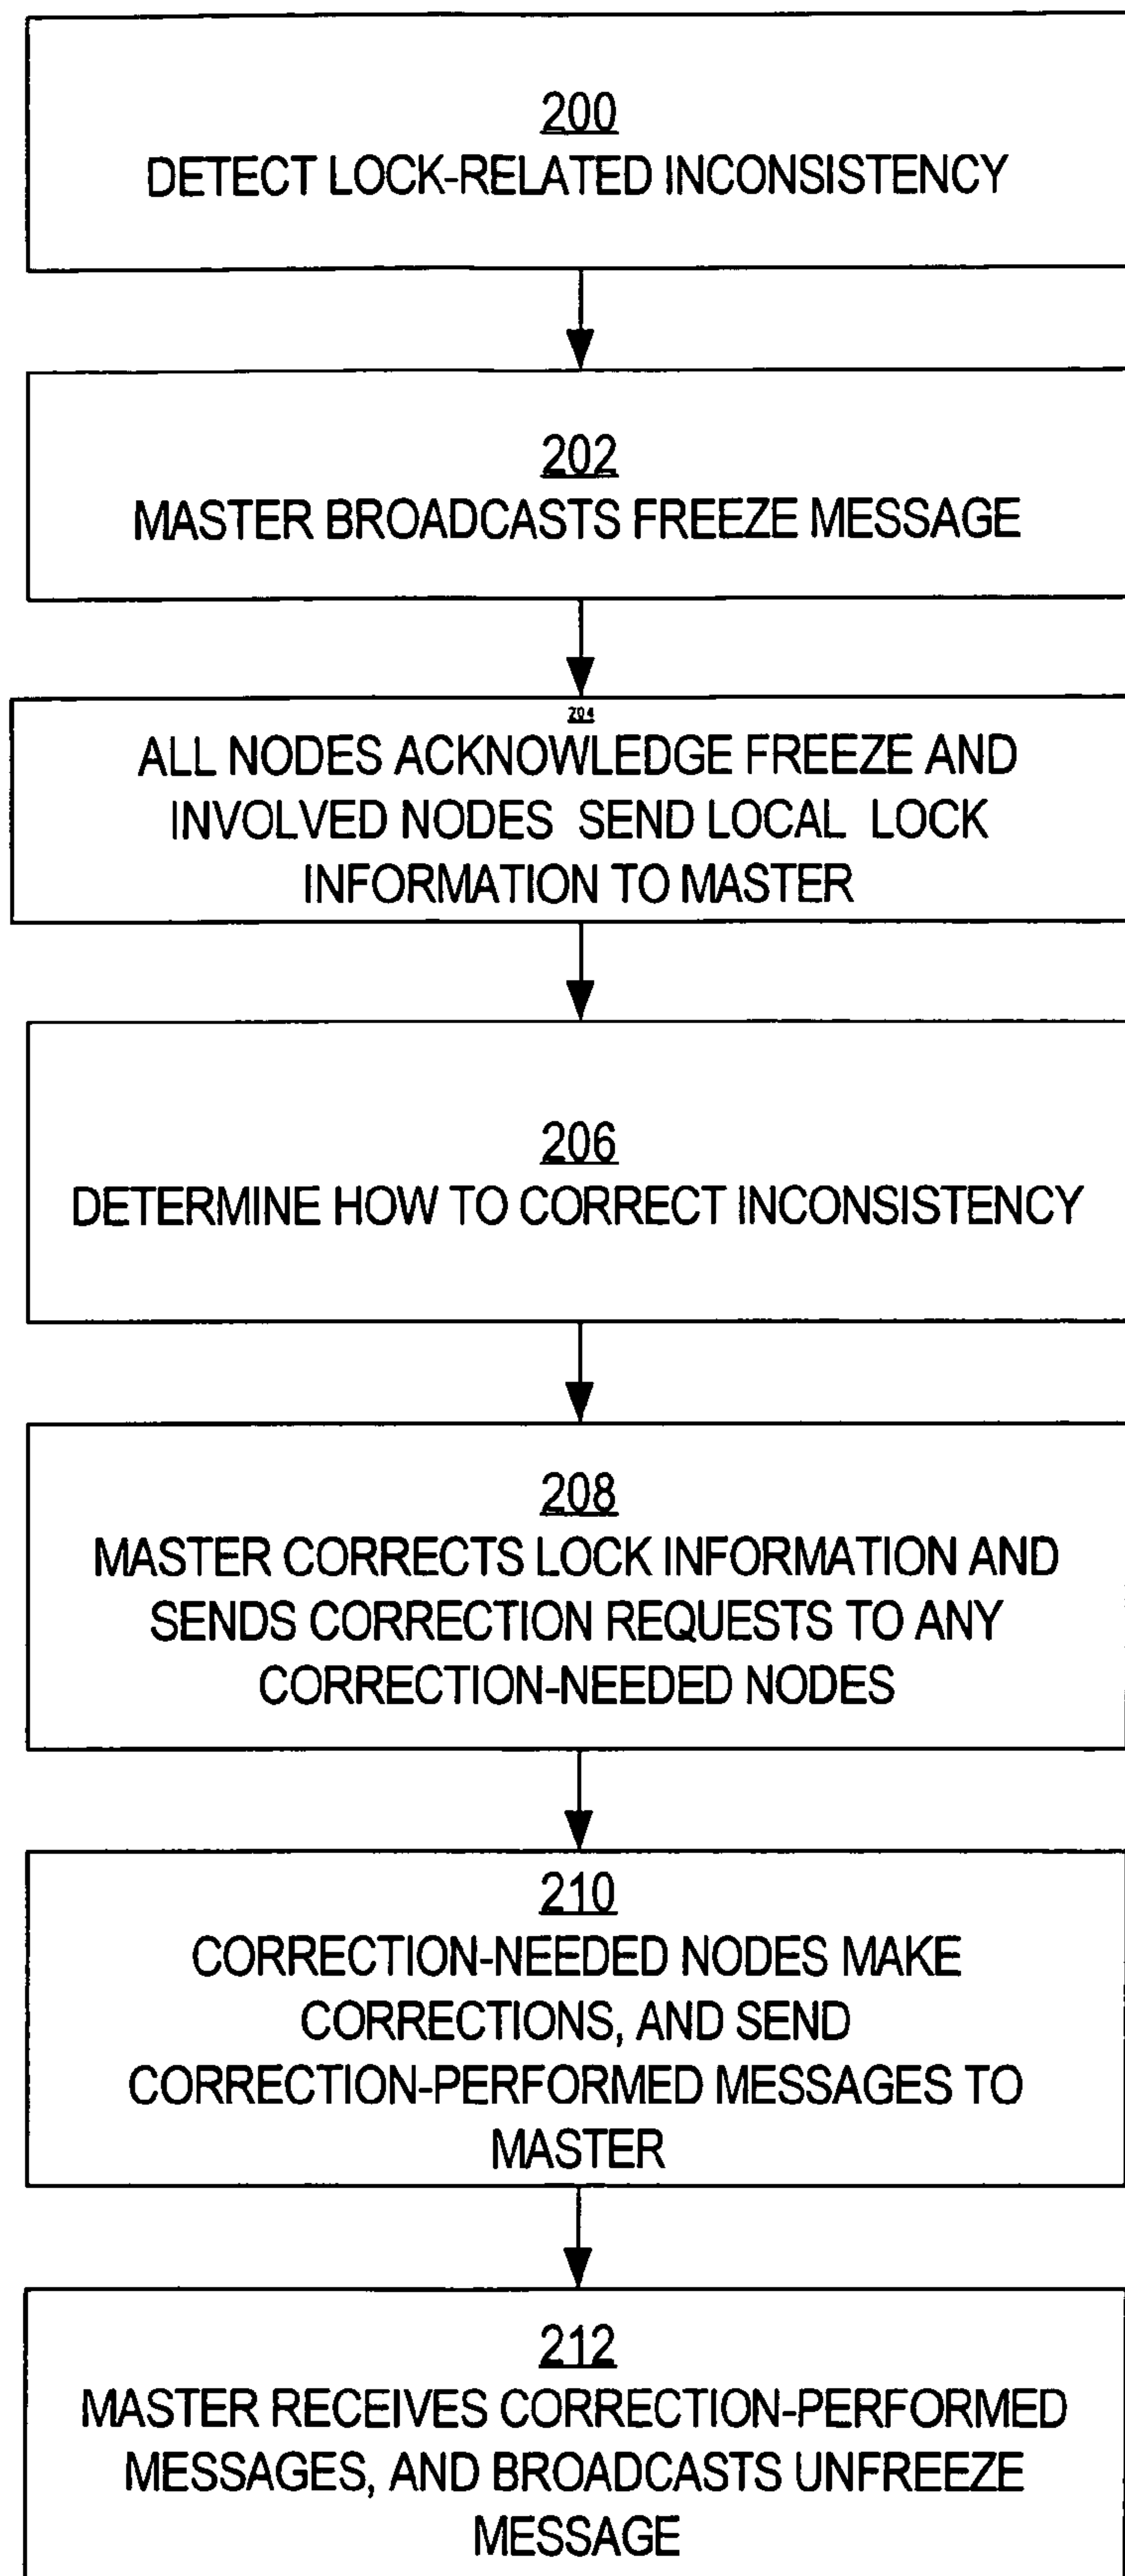 200
DETECT LOCK-RELATED INCONSISTENCY
202
MASTER BROADCASTS FREEZE MESSAGE
204
ALL NODES ACKNOWLEDGE FREEZE AND
INVOLVED NODES SEND LOCAL LOCK
INFORMATION TO MASTER
206
DETERMINE HOW TO CORRECT INCONSISTENCY
208
MASTER CORRECTS LOCK INFORMATION AND
SENDS CORRECTION REQUESTS TO ANY
CORRECTION-NEEDED NODES
210
CORRECTION-NEEDED NODES MAKE
CORRECTIONS, AND SEND
CORRECTION-PERFORMED MESSAGES TO
MASTER
212
MASTER RECEIVES CORRECTION-PERFORMED
MESSAGES, AND BROADCASTS UNFREEZE
MESSAGE